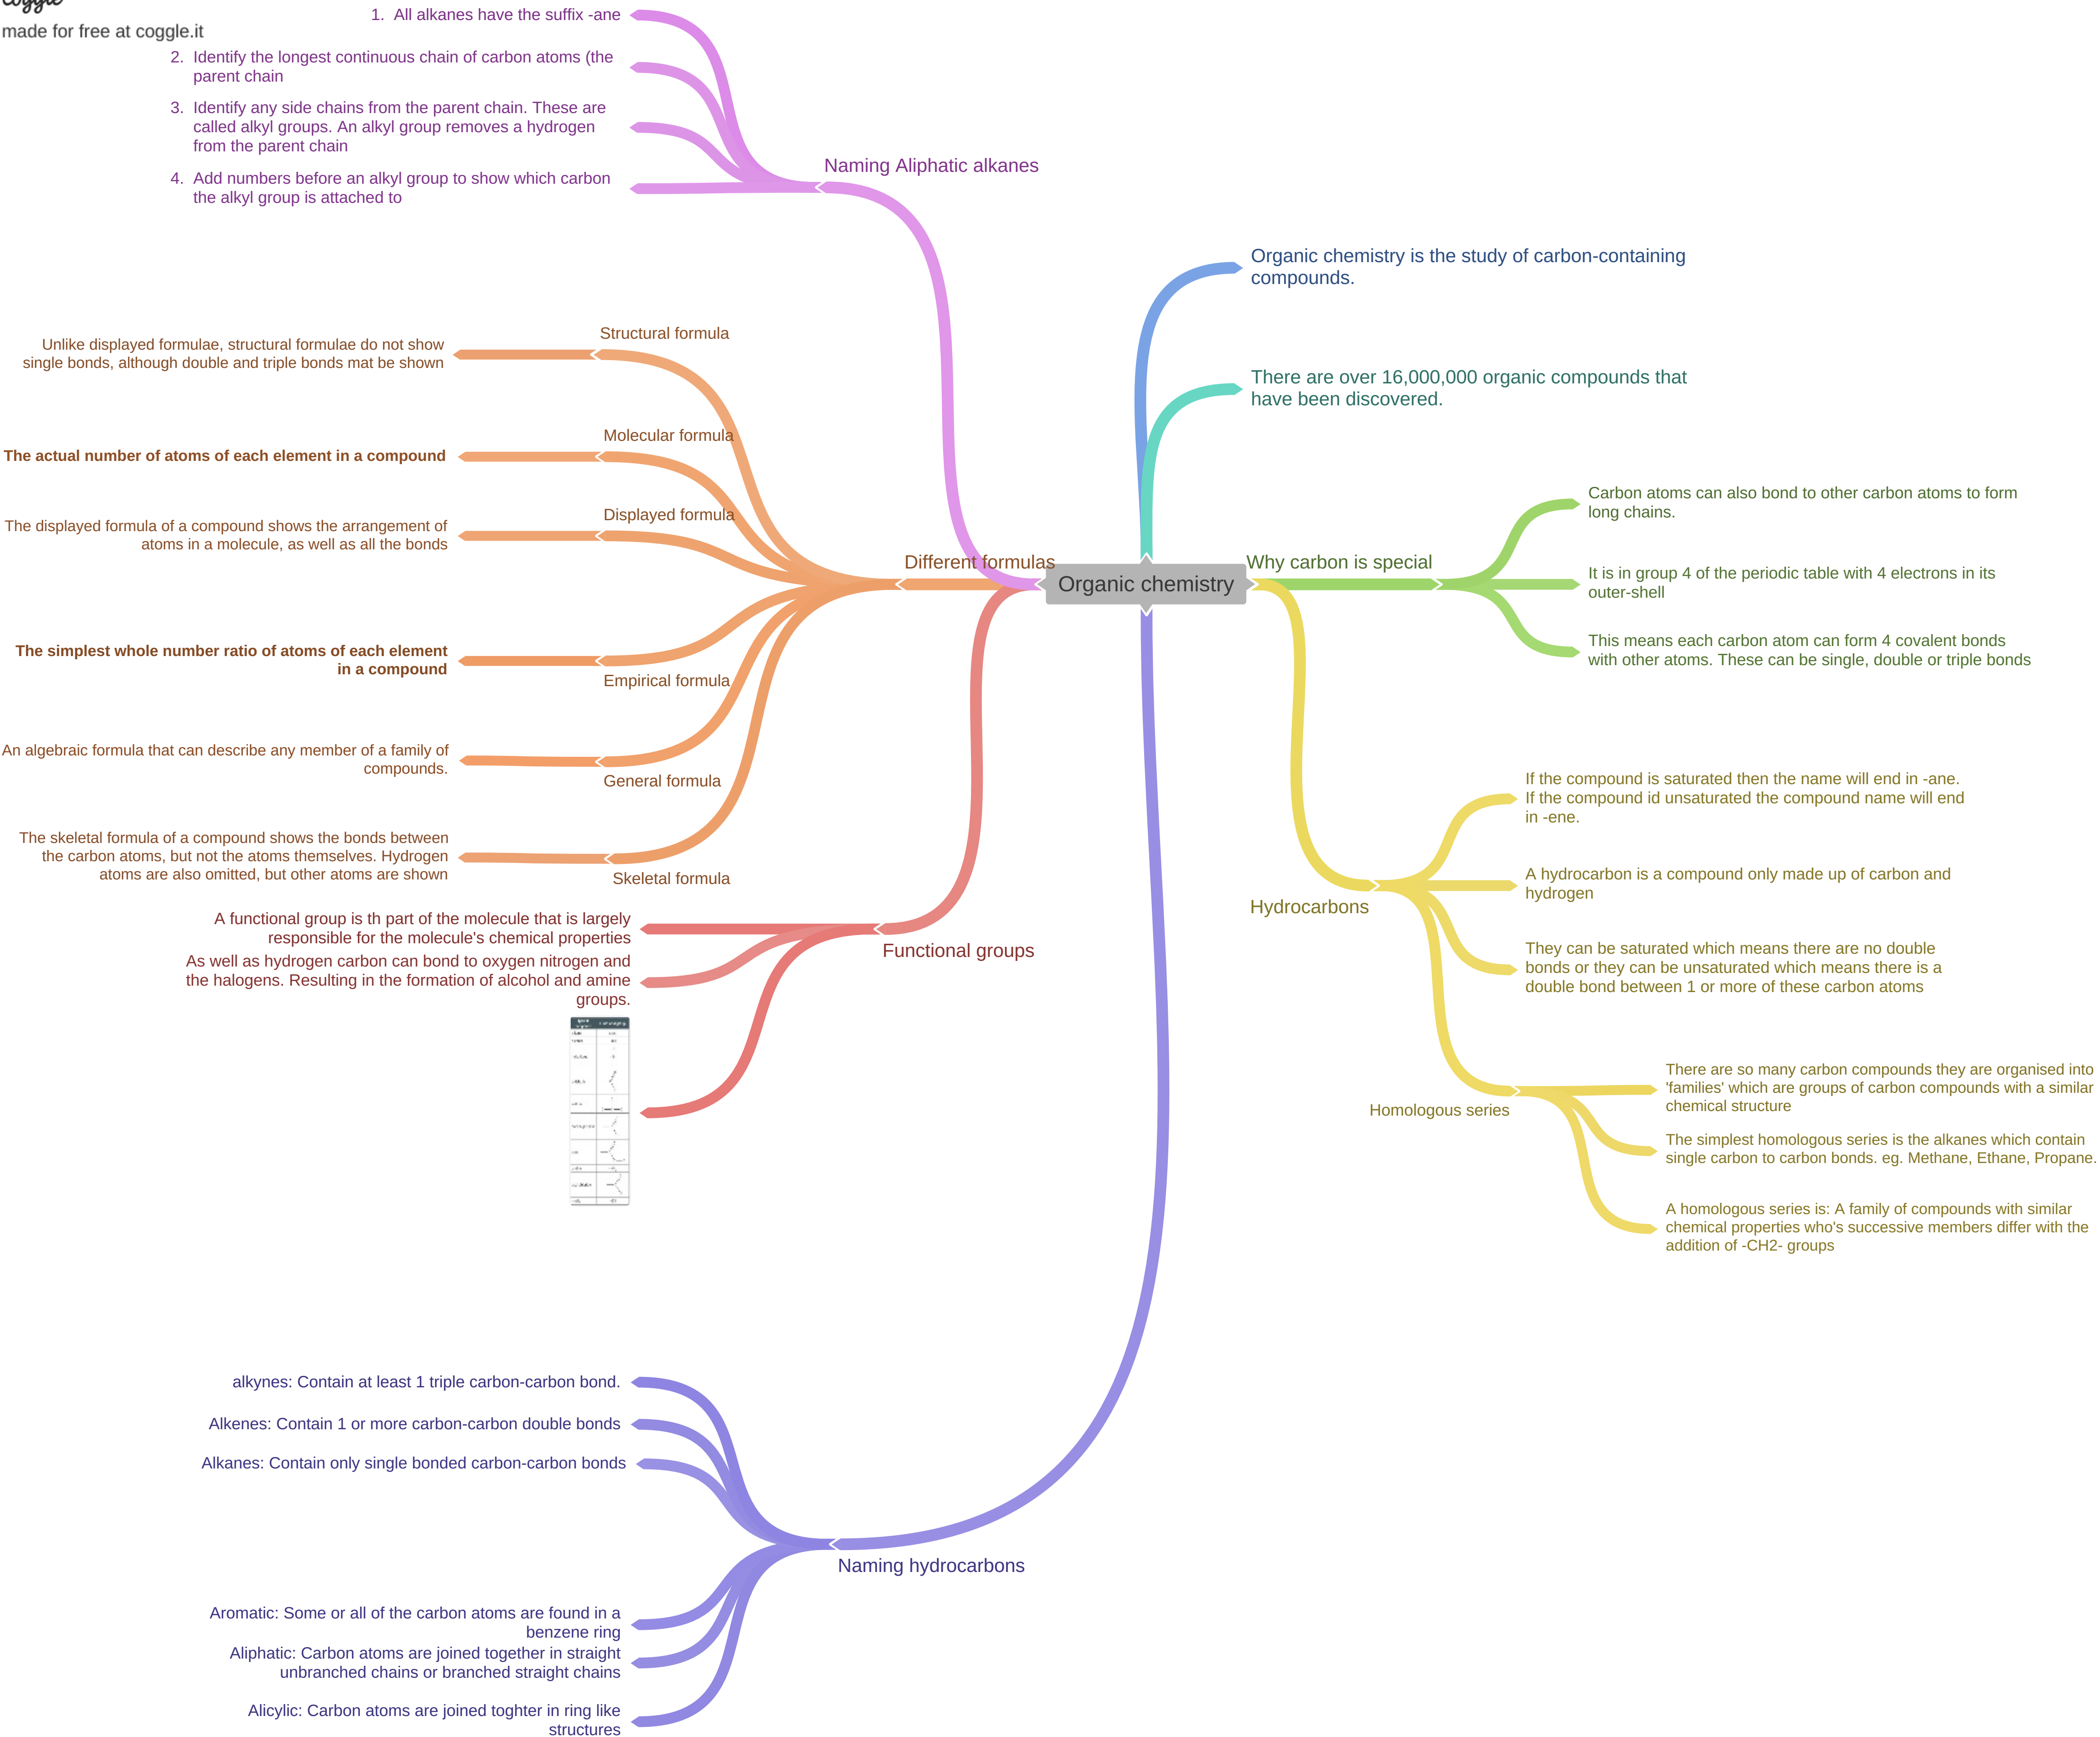 made for free at coggle.it
1. All alkanes have the suffix -ane
2. Identify the longest continuous chain of carbon atoms (the
parent chain
3. Identify any side chains from the parent chain. These are
called alkyl groups. An alkyl group removes a hydrogen
from the parent chain
4. Add numbers before an alkyl group to show which carbon
the alkyl group is attached to
Naming Aliphatic alkanes
Organic chemistry is the study of carbon-containing
compounds.
There are over 16,000,000 organic compounds that
have been discovered.
Structural formula
Unlike displayed formulae, structural formulae do not show
single bonds, although double and triple bonds mat be shown
Molecular formula
The actual number of atoms of each element in a compound
Displayed formula
The displayed formula of a compound shows the arrangement of
atoms in a molecule, as well as all the bonds
Different formulas
Organic chemistry
Why carbon is special
Carbon atoms can also bond to other carbon atoms to form
long chains.
It is in group 4 of the periodic table with 4 electrons in its
outer-shell
This means each carbon atom can form 4 covalent bonds
with other atoms. These can be single, double or triple bonds
The simplest whole number ratio of atoms of each element
in a compound
Empirical formula
An algebraic formula that can describe any member of a family of
compounds.
General formula
The skeletal formula of a compound shows the bonds between
the carbon atoms, but not the atoms themselves. Hydrogen
atoms are also omitted, but other atoms are shown
Skeletal formula
If the compound is saturated then the name will end in -ane.
If the compound id unsaturated the compound name will end
in -ene.
A hydrocarbon is a compound only made up of carbon and
hydrogen
Hydrocarbons
They can be saturated which means there are no double
bonds or they can be unsaturated which means there is a
double bond between 1 or more of these carbon atoms
A functional group is th part of the molecule that is largely
responsible for the molecule's chemical properties
Functional groups
As well as hydrogen carbon can bond to oxygen nitrogen and
the halogens. Resulting in the formation of alcohol and amine
groups.
There are so many carbon compounds they are organised into
'families' which are groups of carbon compounds with a similar
chemical structure
Homologous series
The simplest homologous series is the alkanes which contain
single carbon to carbon bonds. eg. Methane, Ethane, Propane.
A homologous series is: A family of compounds with similar
chemical properties who's successive members differ with the
addition of -CH2- groups
alkynes: Contain at least 1 triple carbon-carbon bond.
Alkenes: Contain 1 or more carbon-carbon double bonds
Alkanes: Contain only single bonded carbon-carbon bonds
Naming hydrocarbons
Aromatic: Some or all of the carbon atoms are found in a
benzene ring
Aliphatic: Carbon atoms are joined together in straight
unbranched chains or branched straight chains
Alicylic: Carbon atoms are joined toghter in ring like
structures